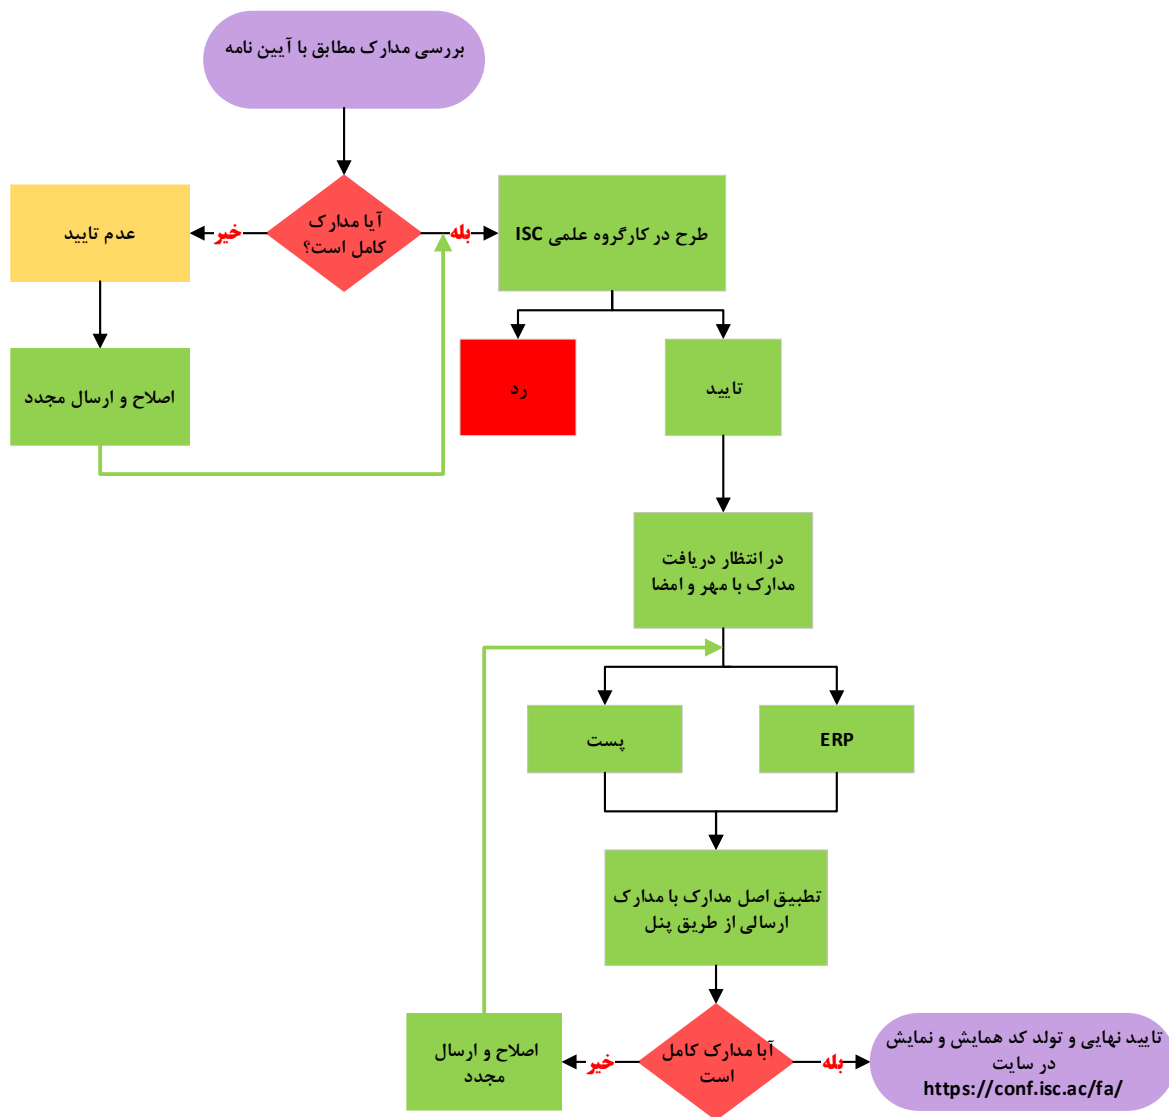 بررسی مدارک مطابق با آیین نامه
آیا مدارک
کامل است؟
بله
خیر
طرح در کارگروه علمی ISC
عدم تایید
اصلاح و ارسال مجدد
رد
تایید
در انتظار دریافت
مدارک با مهر و امضا
پست
ERP
تطبیق اصل مدارک با مدارک
ارسالی از طریق پنل
آبا مدارک کامل
است
خیر
بله
اصلاح و ارسال
مجدد
تایید نهایی و تولد کد همایش و نمایش
در سایت
https://conf.isc.ac/fa/